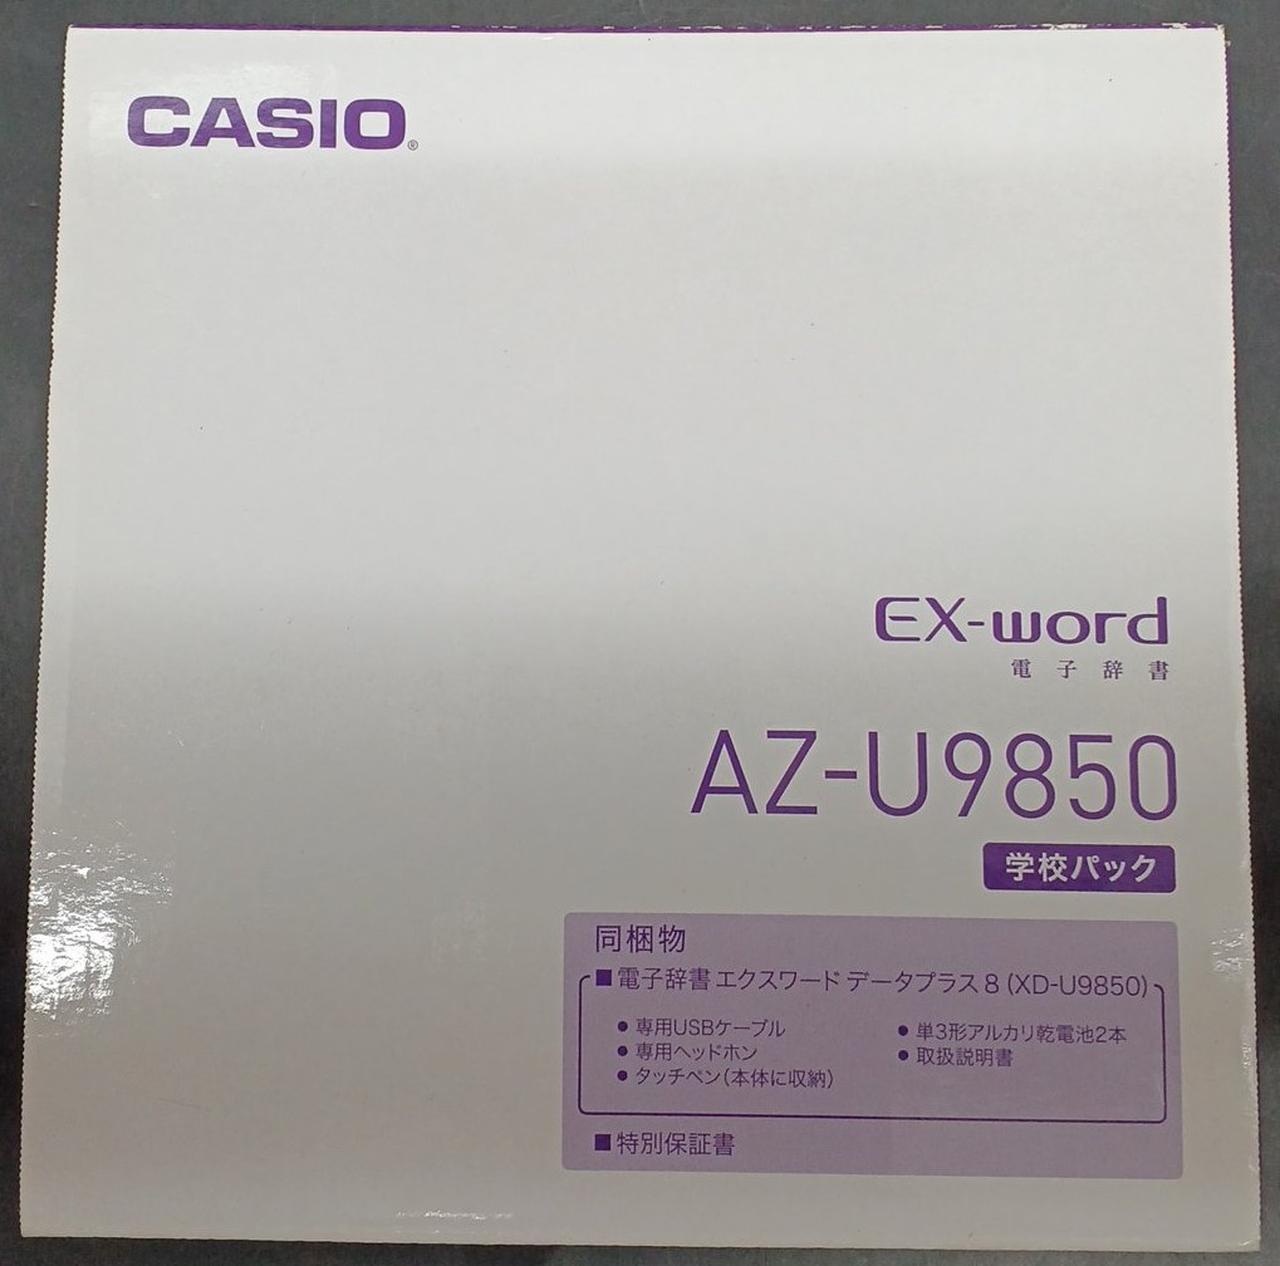 CASIO®
EX-word
電子辞書
AZ-U9850
学校パック
同梱物
■電子辞書 エクスワード データプラス8 (XD-U9850)
●専用USBケーブル
●専用ヘッドホン
●タッチペン(本体に収納)
●単3形アルカリ乾電池2本
●取扱説明書
■特別保証書